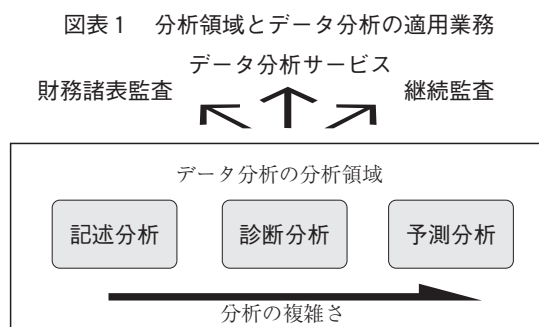 図表1 分析領域とデータ分析の適用業務
データ分析サービス
財務諸表監査 継続監査
データ分析の分析領域
記述分析 診断分析 予測分析
分析の複雑さ